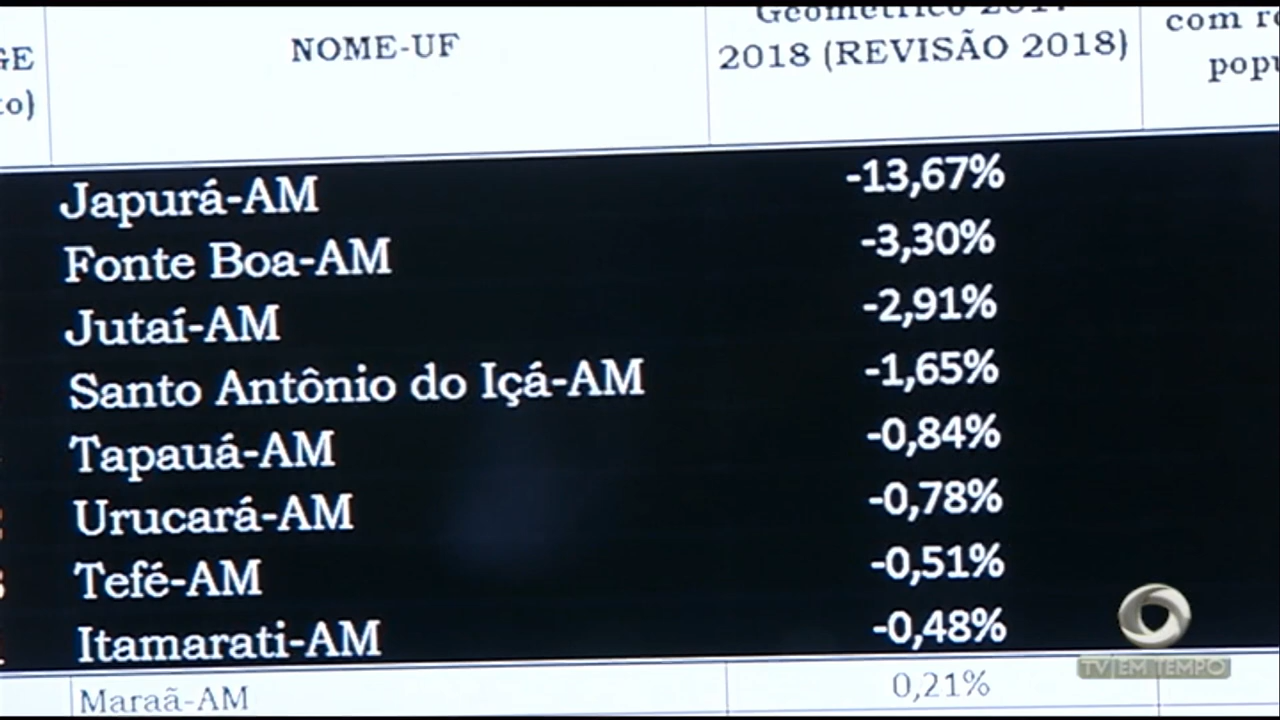 GE
to)
NOME-UF
Geométrico 2017
2018 (REVISÃO 2018)
com
popu
Japurá-AM -13,67%
Fonte Boa-AM -3,30%
Jutaí-AM -2,91%
Santo Antônio do Içá-AM -1,65%
Tapauá-AM -0,84%
Urucará-AM -0,78%
Tefé-AM -0,51%
Itamarati-AM -0,48%
Maraã-AM 0,21%
TV EM TEMPO